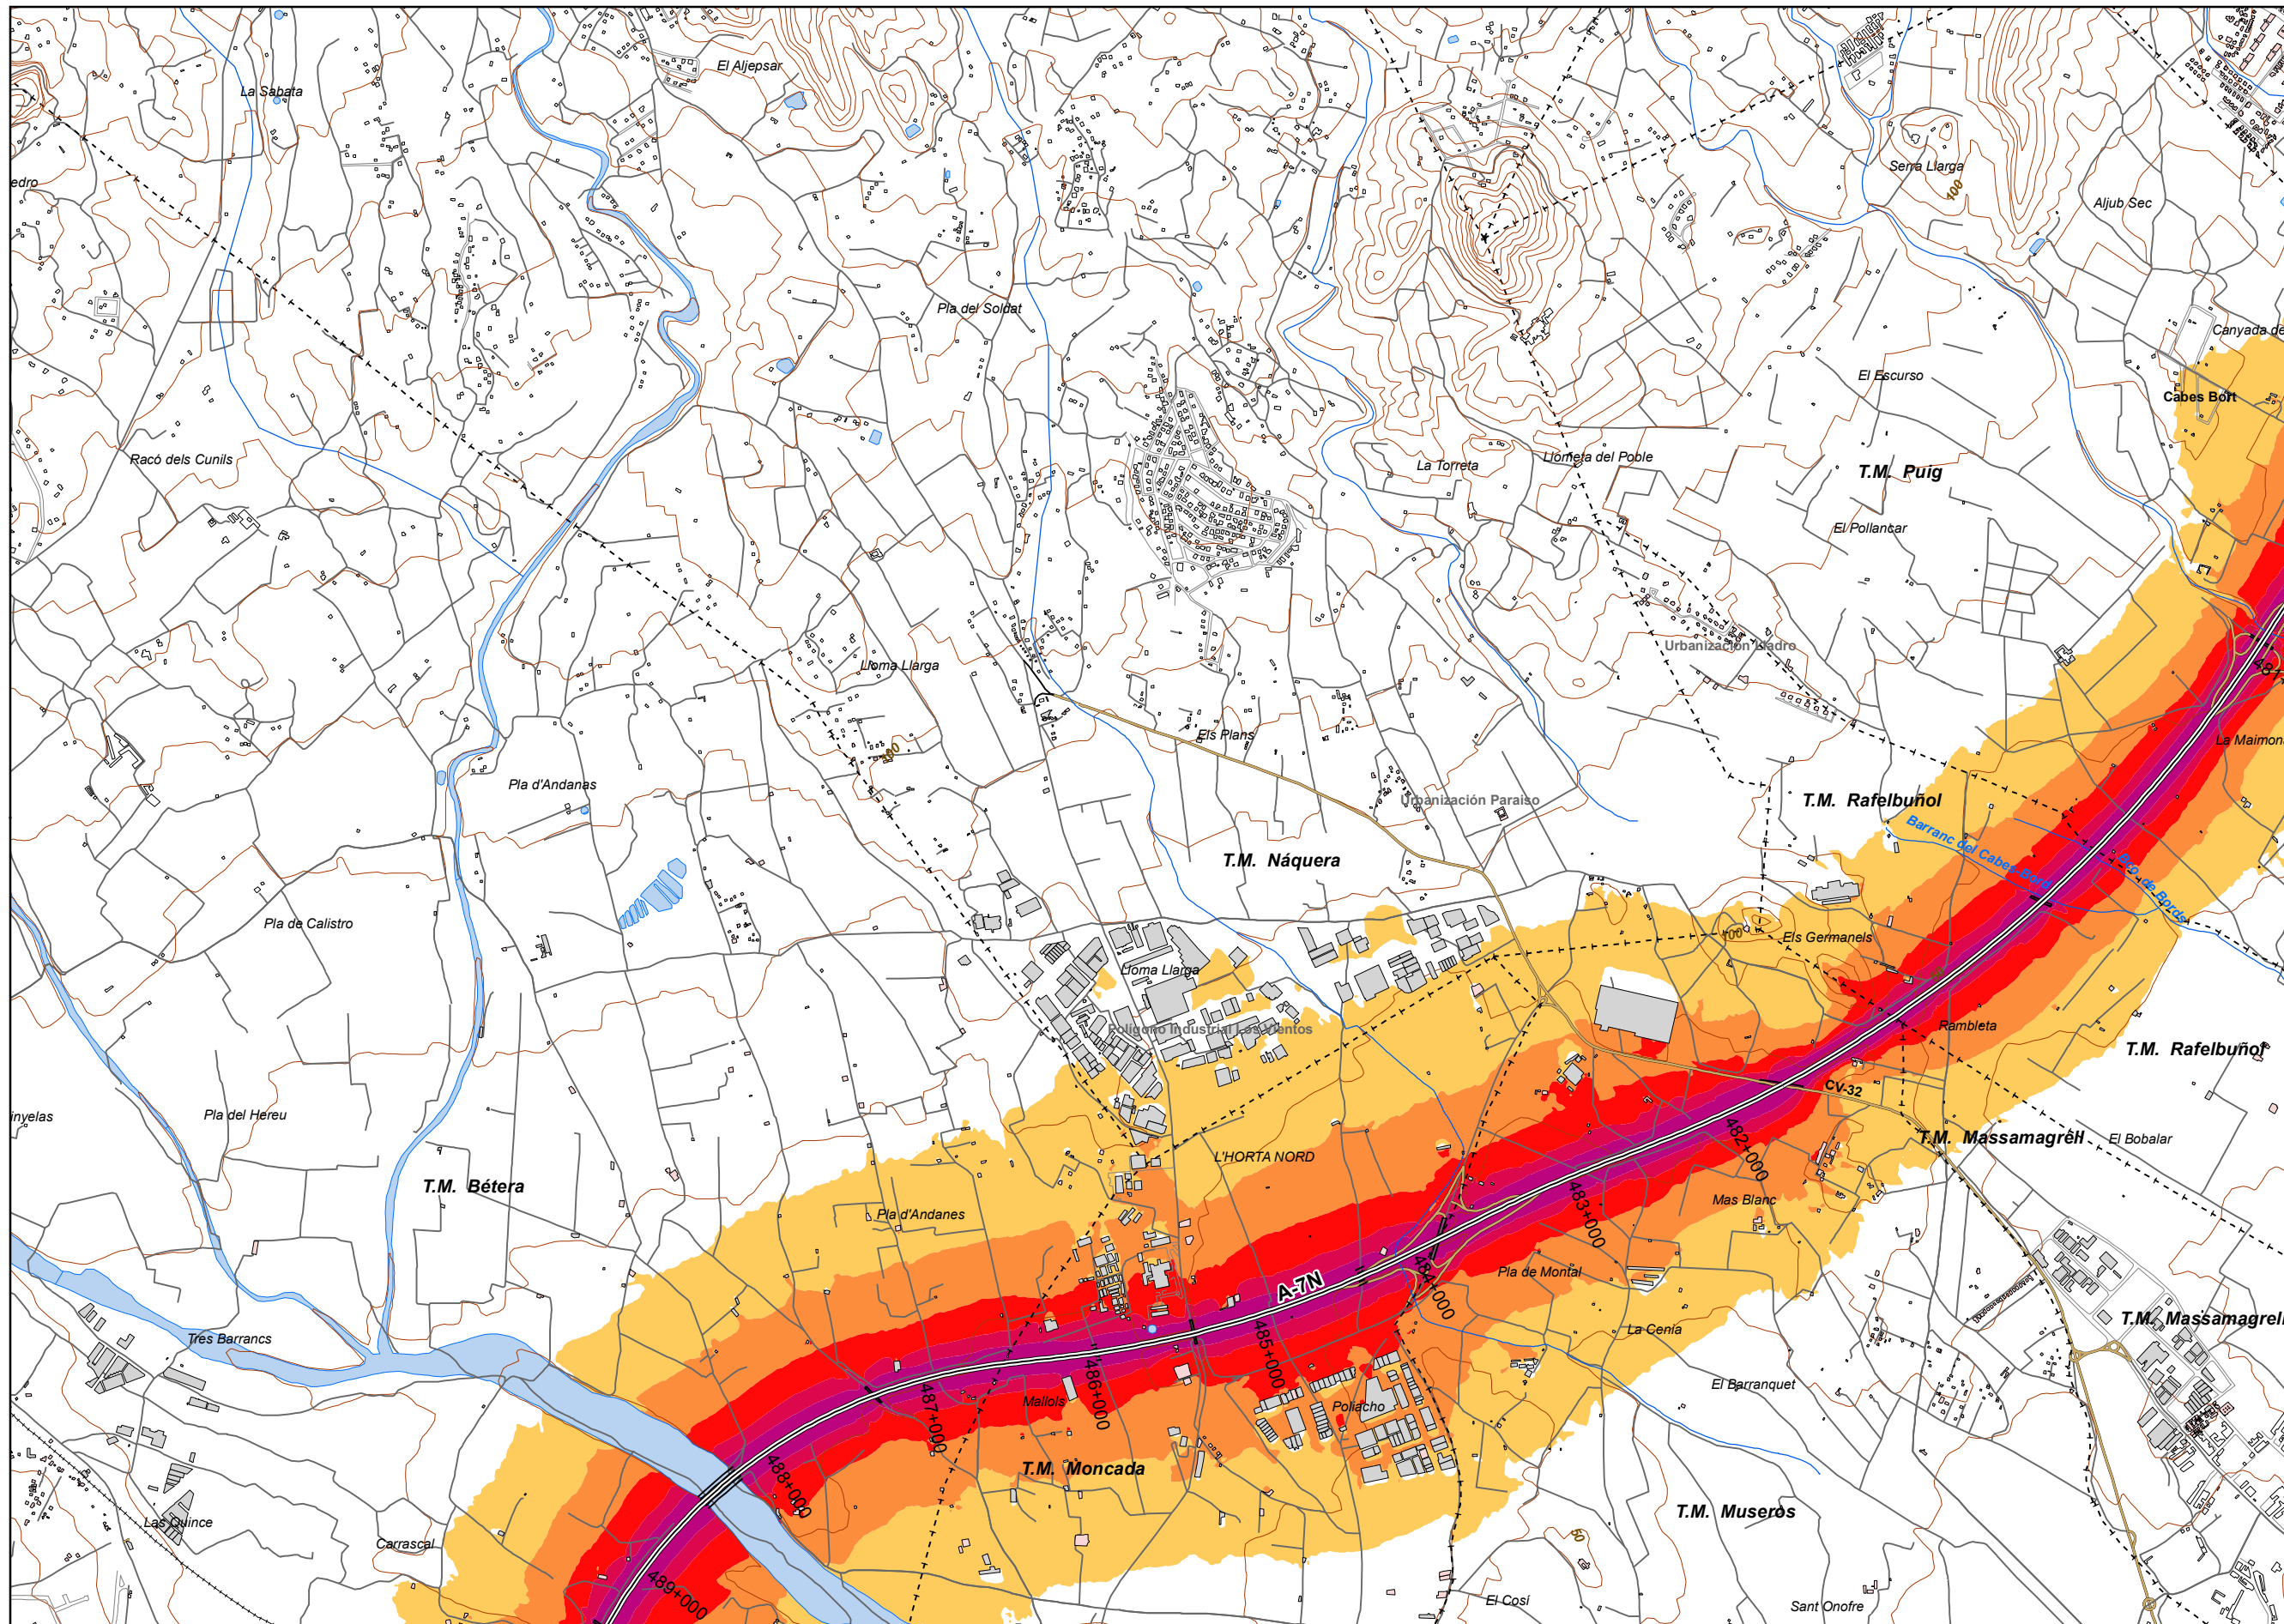 El Aljepsar
La Sabata
Serra Llarga
100
edro
Aljub Sec
Pla del Soldat
Canyada de
El Escurso
Cabes Bort
Racó dels Cunils
La Torreta
Llometa del Poble
T.M. Puig
El Pollancar
Urbanización Lladro
Lloma Llarga
481+
Els Plans
La Maimona
100
Pla d'Andanas
Urbanización Paraiso
T.M. Rafelbuñol
Barranc del Cabes-Bord
T.M. Náquera
Bco. de Bords
Pla de Calistro
100
Els Germanels
Lloma Llarga
Polígono Industrial Los Vientos
Rambleta
T.M. Rafelbuñol
CV-32
inyelas
Pla del Hereu
482+000
T.M. Massamagrell
El Bobalar
L'HORTA NORD
T.M. Bétera
Mas Blanc
Pla d'Andanes
483+000
Pla de Montal
A-7N
484+000
T.M. Massamagrell
Tres Barrancs
La Cenia
485+000
486+000
El Barranquet
487+000
Mallols
Poliacho
T.M. Moncada
488+000
T.M. Museros
Las Quince
50
Carrascal
489+000
El Cosí
Sant Onofre